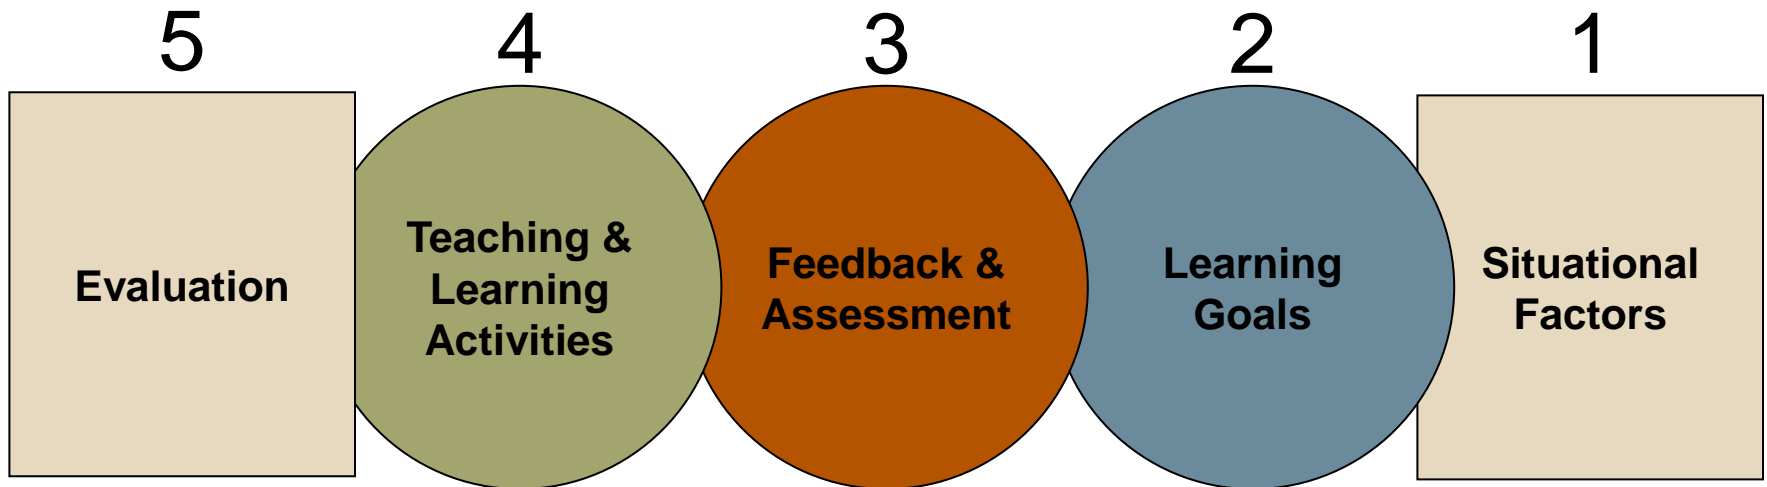 5 4 3 2 1
Evaluation
Teaching &
Learning
Activities
Feedback &
Assessment
Learning
Goals
Situational
Factors